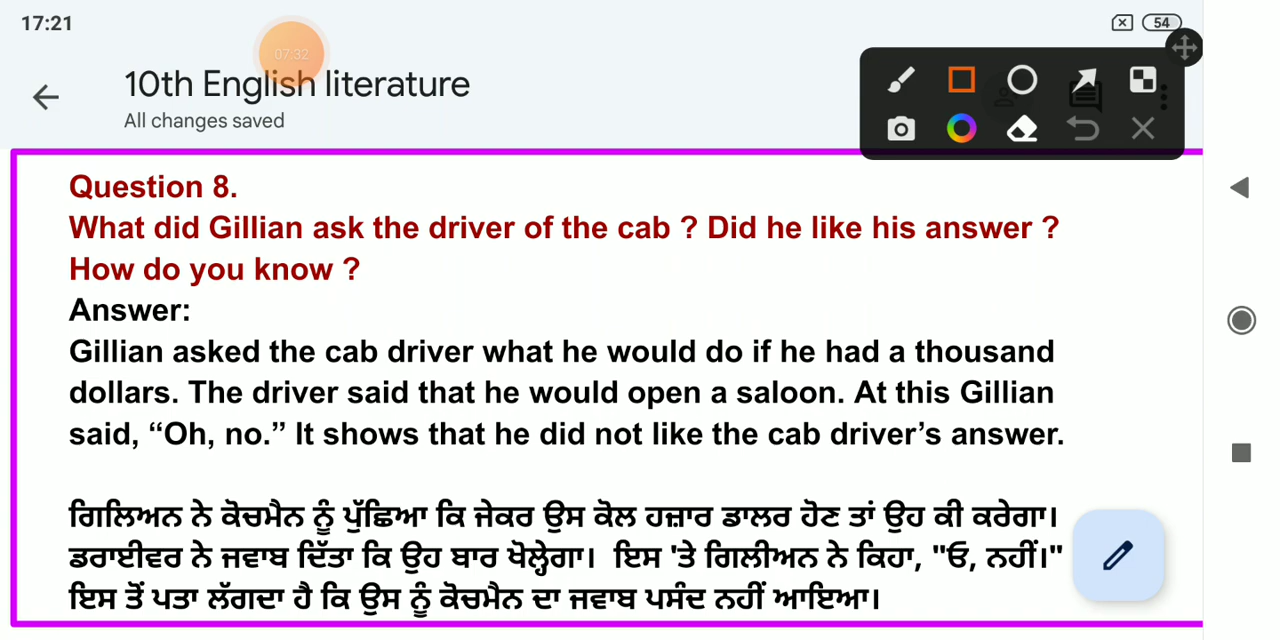 17:21
54
07:32
10th English literature
All changes saved
Question 8.
What did Gillian ask the driver of the cab ? Did he like his answer ?
How do you know ?
Answer:
Gillian asked the cab driver what he would do if he had a thousand
dollars. The driver said that he would open a saloon. At this Gillian
said, “Oh, no.” It shows that he did not like the cab driver’s answer.
ਗਿਲਿਅਨ ਨੇ ਕੋਚਮੈਨ ਨੂੰ ਪੁੱਛਿਆ ਕਿ ਜੇਕਰ ਉਸ ਕੋਲ ਹਜ਼ਾਰ ਡਾਲਰ ਹੋਣ ਤਾਂ ਉਹ ਕੀ ਕਰੇਗਾ।
ਡਰਾਈਵਰ ਨੇ ਜਵਾਬ ਦਿੱਤਾ ਕਿ ਉਹ ਬਾਰ ਖੋਲ੍ਹੇਗਾ। ਇਸ 'ਤੇ ਗਿਲੀਅਨ ਨੇ ਕਿਹਾ, "ਓ, ਨਹੀਂ।"
ਇਸ ਤੋਂ ਪਤਾ ਲੱਗਦਾ ਹੈ ਕਿ ਉਸ ਨੂੰ ਕੋਚਮੈਨ ਦਾ ਜਵਾਬ ਪਸੰਦ ਨਹੀਂ ਆਇਆ।